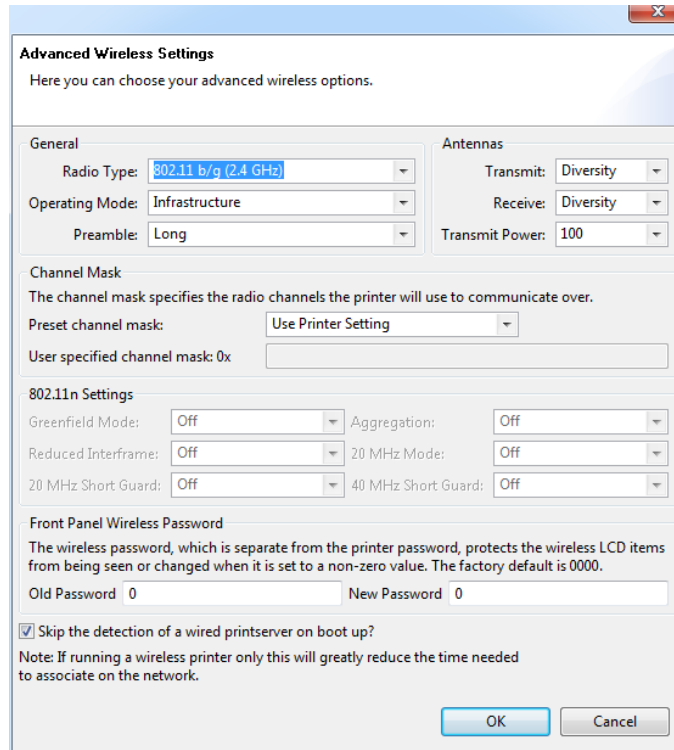 Advanced Wireless Settings
Here you can choose your advanced wireless options.
General
Radio Type: 802.11 b/g (2.4 GHz)
Operating Mode: Infrastructure
Preamble: Long
Antennas
Transmit: Diversity
Receive: Diversity
Transmit Power: 100
Channel Mask
The channel mask specifies the radio channels the printer will use to communicate over.
Preset channel mask: Use Printer Setting
User specified channel mask: 0x
802.11n Settings
Greenfield Mode: Off Aggregation: Off
Reduced Interframe: Off 20 MHz Mode: Off
20 MHz Short Guard: Off 40 MHz Short Guard: Off
Front Panel Wireless Password
The wireless password, which is separate from the printer password, protects the wireless LCD items
from being seen or changed when it is set to a non-zero value. The factory default is 0000.
Old Password 0 New Password 0
Skip the detection of a wired printserver on boot up?
Note: If running a wireless printer only this will greatly reduce the time needed
to associate on the network.
OK Cancel